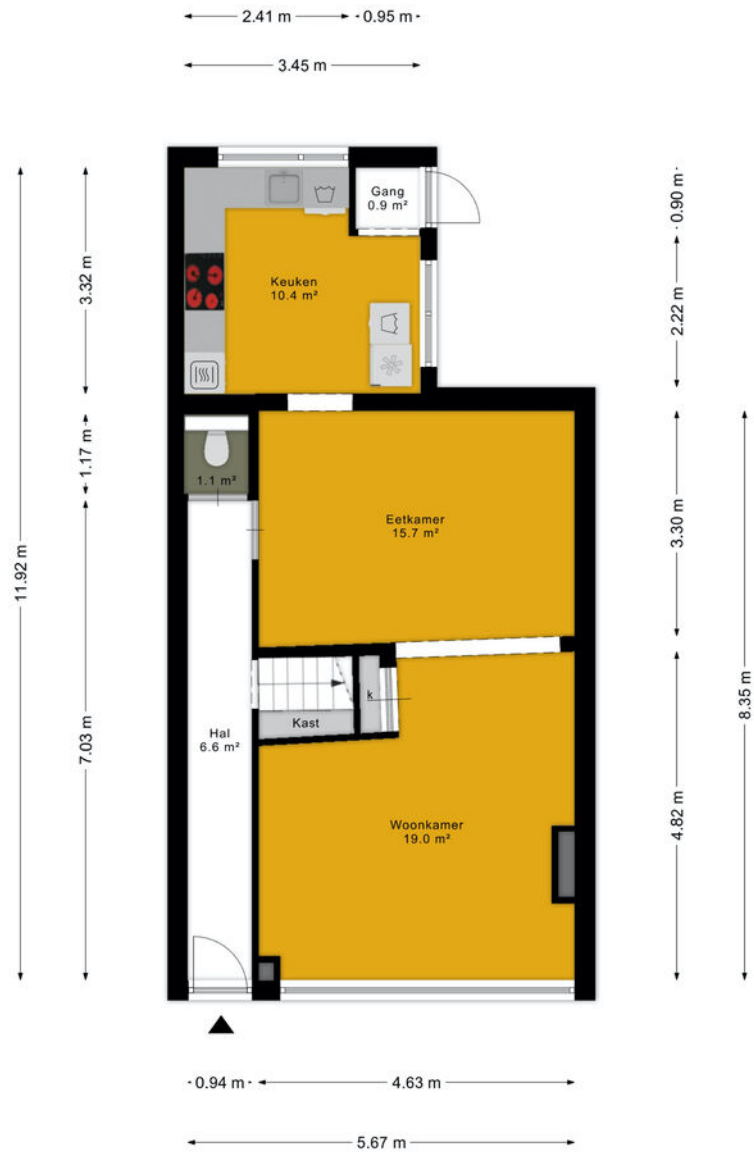 2.41 m
0.95 m
3.45 m
Gang
0.9 m²
0.90 m
3.32 m
Keuken
10.4 m²
2.22 m
1.17 m
1.1 m²
Eetkamer
15.7 m²
3.30 m
11.92 m
8.35 m
k
Kast
Hal
6.6 m²
7.03 m
Woonkamer
19.0 m²
4.82 m
0.94 m
4.63 m
5.67 m